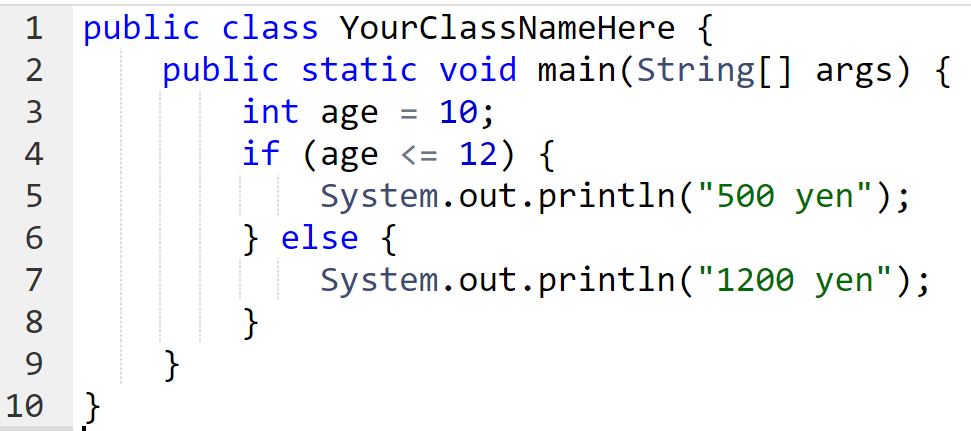 1 public class YourClassNameHere {
2     public static void main(String[] args) {
3         int age = 10;
4         if (age <= 12) {
5             System.out.println("500 yen");
6         } else {
7             System.out.println("1200 yen");
8         }
9     }
10 }